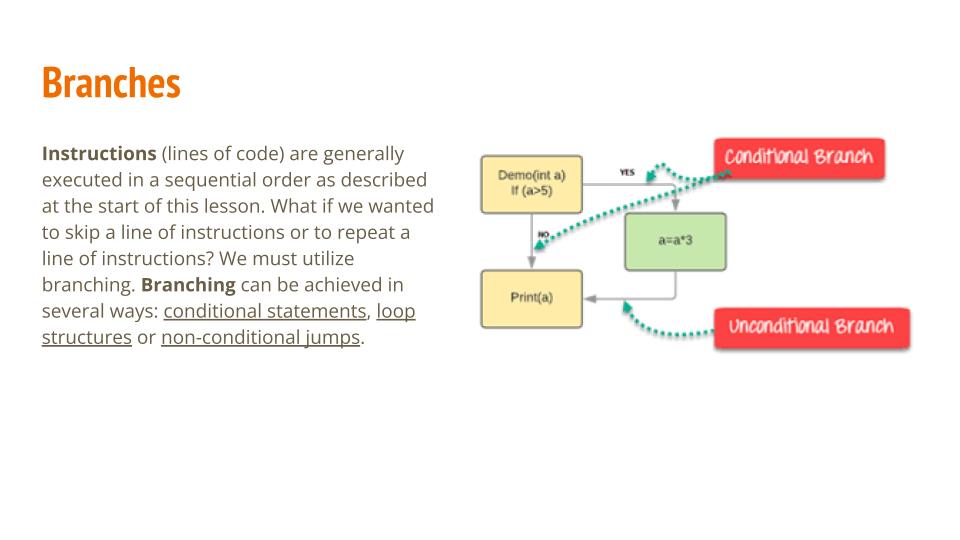 Branches
Instructions (lines of code) are generally
executed in a sequential order as described
at the start of this lesson. What if we wanted
to skip a line of instructions or to repeat a
line of instructions? We must utilize
branching. Branching can be achieved in
several ways: conditional statements, loop
structures or non-conditional jumps.
Conditional Branch
Demo(int a)
If (a>5)
YES
NO
a=a*3
Print(a)
Unconditional Branch